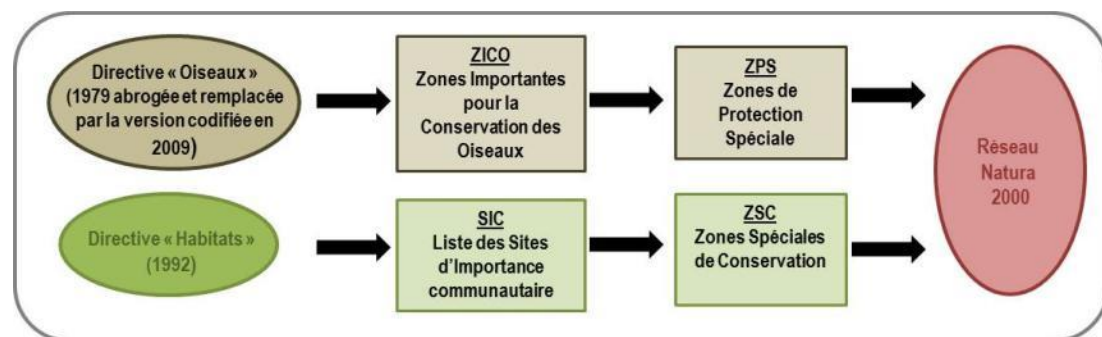 Directive « Oiseaux »
(1979 abrogée et remplacée
par la version codifiée en
2009)
ZICO
Zones Importantes
pour la
Conservation des
Oiseaux
ZPS
Zones de
Protection
Spéciale
Réseau
Natura
2000
Directive « Habitats »
(1992)
SIC
Liste des Sites
d'Importance
communautaire
ZSC
Zones Spéciales
de Conservation